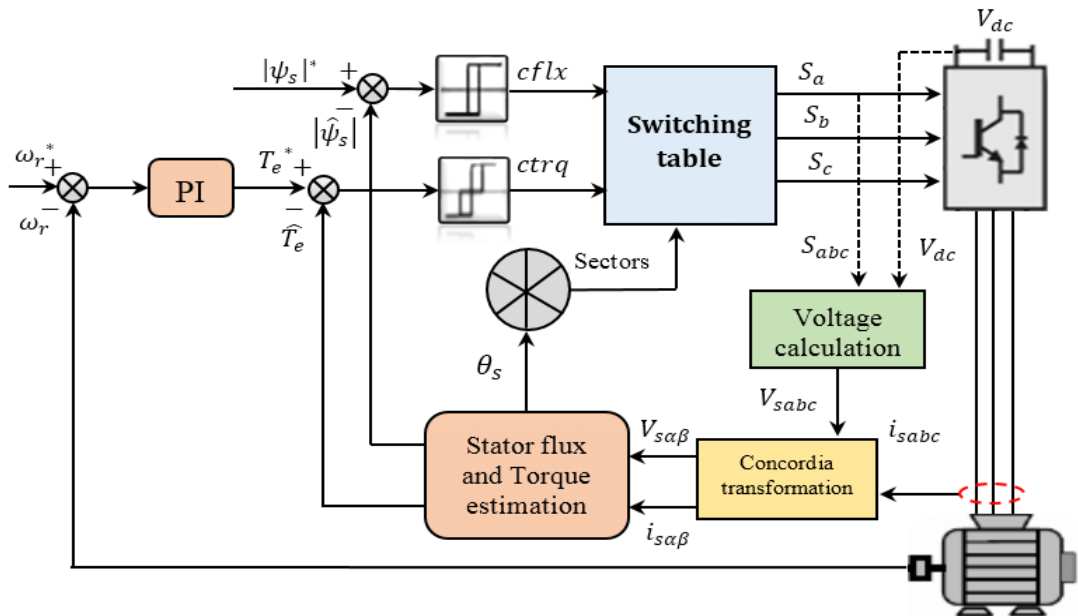 V_dc
|ψ_s|^*
+
cflx
S_a
−
|ψ̂_s|
Switching
table
S_b
ω_r^*
+
T_e^*
+
ctrq
S_c
PI
−
ω_r
−
T̂_e
Sectors
S_abc
V_dc
Voltage
calculation
θ_s
V_sabc
V_sαβ
i_sabc
Stator flux
and Torque
estimation
Concordia
transformation
i_sαβ